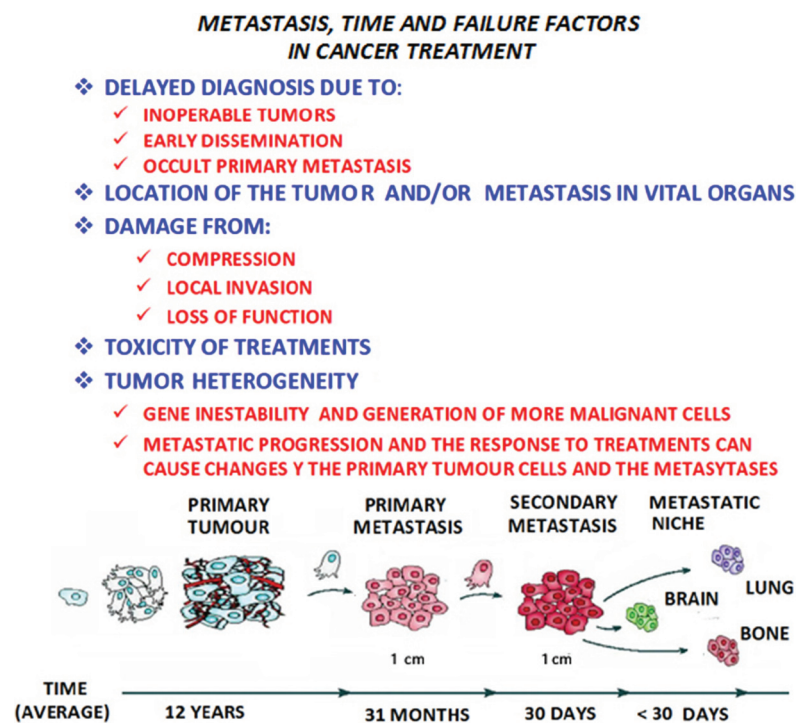 METASTASIS, TIME AND FAILURE FACTORS
IN CANCER TREATMENT
DELAYED DIAGNOSIS DUE TO:
INOPERABLE TUMORS
EARLY DISSEMINATION
OCCULT PRIMARY METASTASIS
LOCATION OF THE TUMOR AND/OR METASTASIS IN VITAL ORGANS
DAMAGE FROM:
COMPRESSION
LOCAL INVASION
LOSS OF FUNCTION
TOXICITY OF TREATMENTS
TUMOR HETEROGENEITY
GENE INESTABILITY AND GENERATION OF MORE MALIGNANT CELLS
METASTATIC PROGRESSION AND THE RESPONSE TO TREATMENTS CAN
CAUSE CHANGES Y THE PRIMARY TUMOUR CELLS AND THE METASYTASES
PRIMARY
TUMOUR
PRIMARY
METASTASIS
SECONDARY
METASTASIS
METASTATIC
NICHE
LUNG
BRAIN
BONE
1 cm
1 cm
TIME
(AVERAGE)
12 YEARS
31 MONTHS
30 DAYS
< 30 DAYS